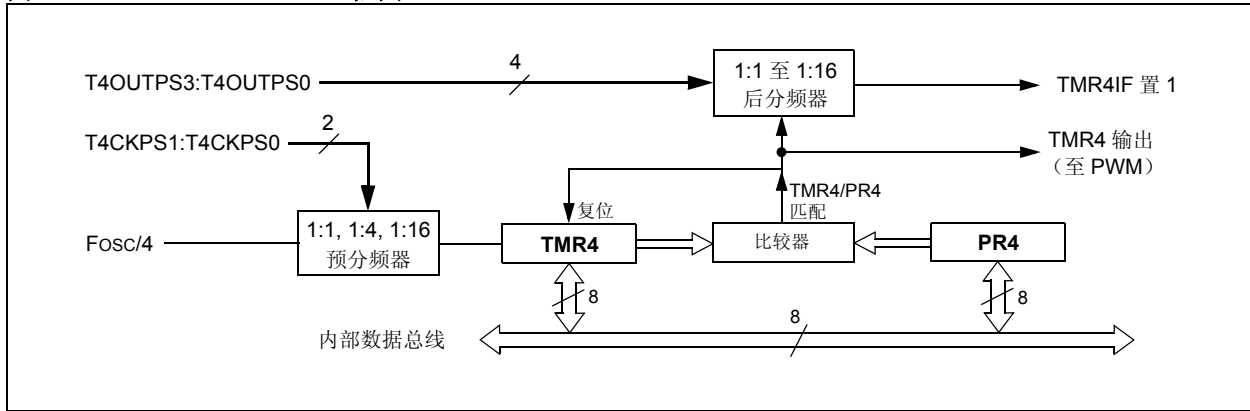 T4OUTPS3:T4OUTPS0
4
1:1 至 1:16
后分频器
TMR4IF 置 1
T4CKPS1:T4CKPS0
2
TMR4 输出
（至 PWM）
TMR4/PR4
匹配
复位
FOSC/4
1:1, 1:4, 1:16
预分频器
TMR4
比较器
PR4
8
8
内部数据总线
8